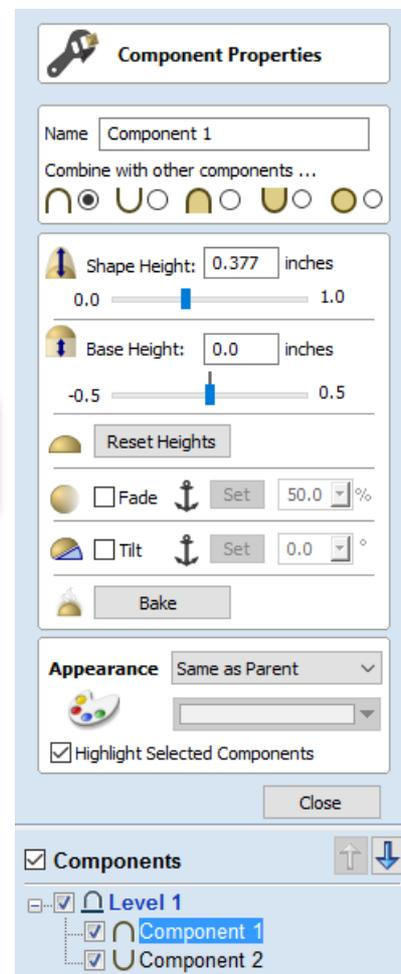 Component Properties
Name Component 1
Combine with other components ...
Shape Height: 0.377 inches
0.0 1.0
Base Height: 0.0 inches
-0.5 0.5
Reset Heights
Fade Set 50.0 %
Tilt Set 0.0 °
Bake
Appearance Same as Parent
Highlight Selected Components
Close
Components
Level 1
Component 1
Component 2